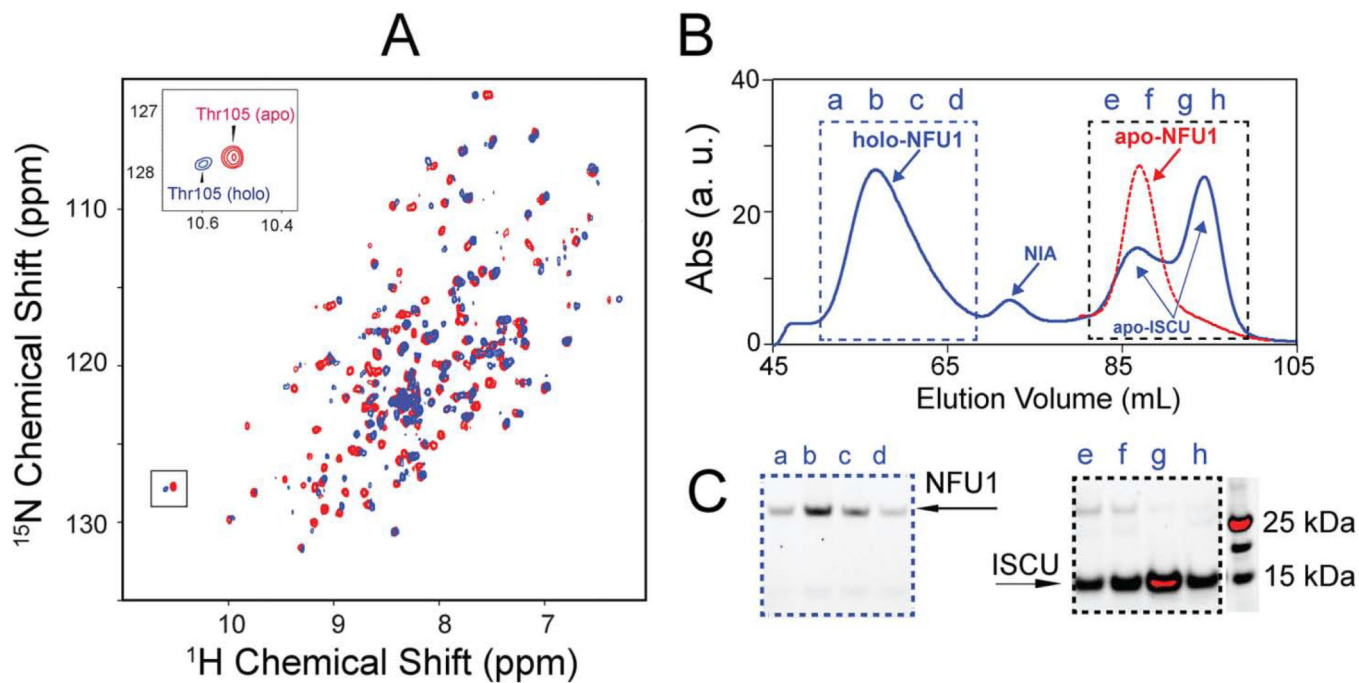 A
Thr105 (apo)
127
128
Thr105 (holo)
10.6
10.4
110
120
130
15N Chemical Shift (ppm)
10
9
8
7
1H Chemical Shift (ppm)
B
40
20
0
Abs (a. u.)
a b c d
e f g h
holo-NFU1
apo-NFU1
NIA
apo-ISCU
45
65
85
105
Elution Volume (mL)
C
a b c d
NFU1
ISCU
e f g h
25 kDa
15 kDa